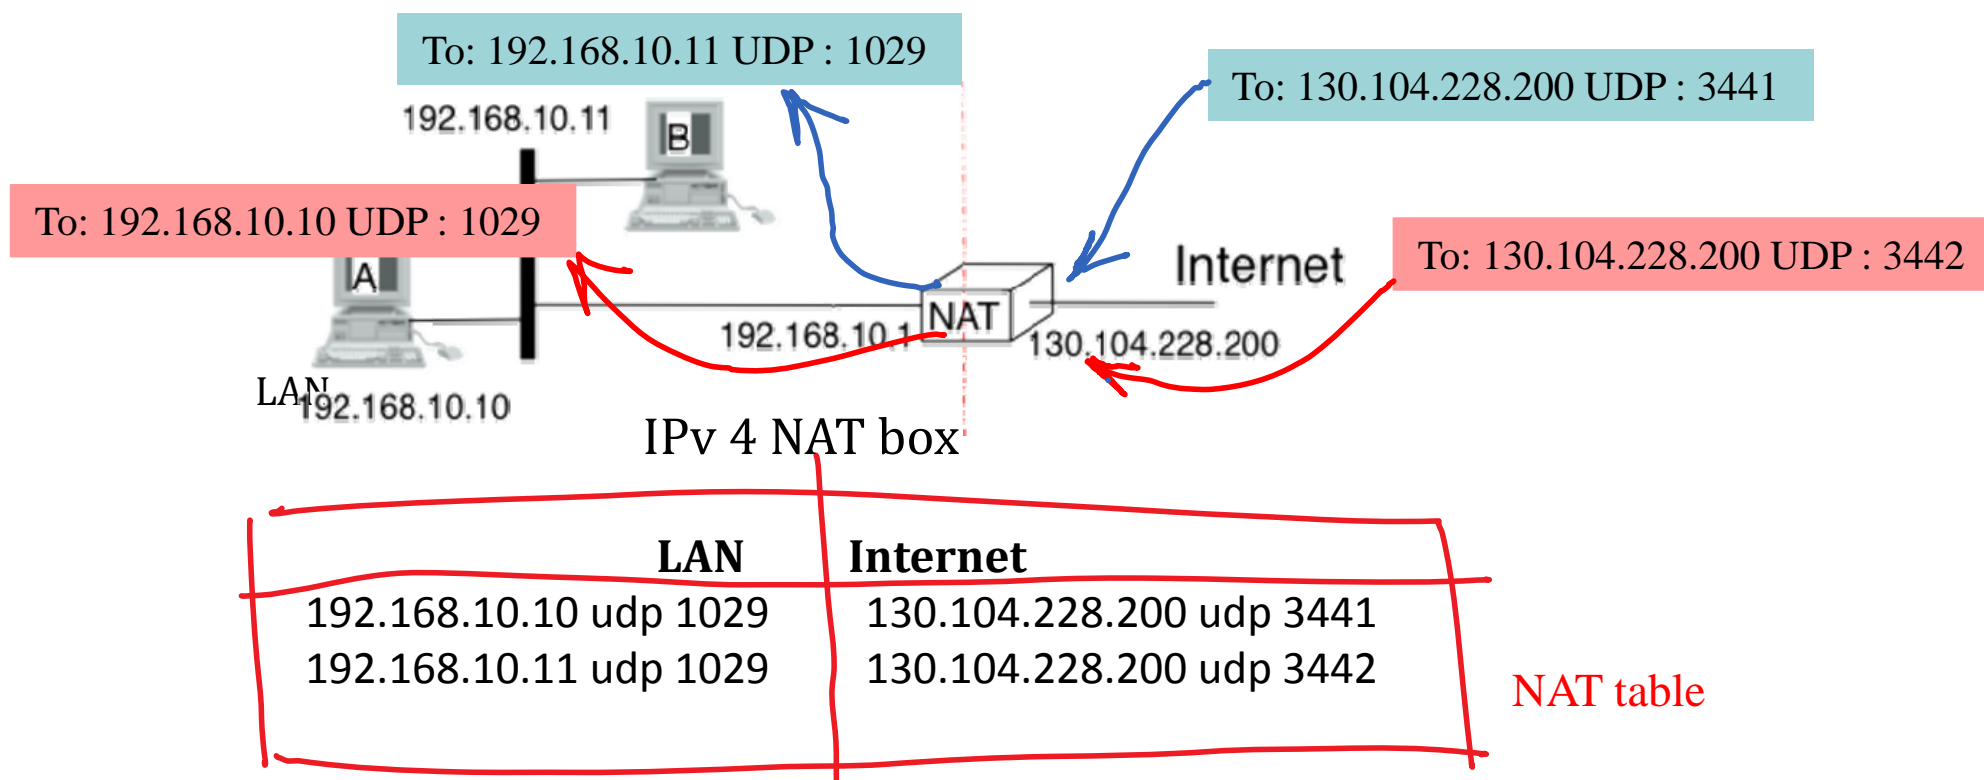 To: 192.168.10.11 UDP : 1029
To: 130.104.228.200 UDP : 3441
192.168.10.11
B
To: 192.168.10.10 UDP : 1029
To: 130.104.228.200 UDP : 3442
Internet
A
NAT
192.168.10.1
130.104.228.200
LAN
192.168.10.10
IPv 4 NAT box
LAN Internet
192.168.10.10 udp 1029 130.104.228.200 udp 3441
192.168.10.11 udp 1029 130.104.228.200 udp 3442
NAT table